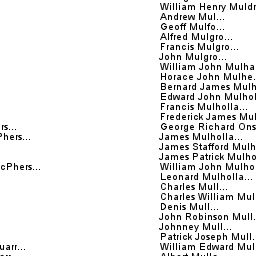 William Henry Muldr
Andrew Mul...
Geoff Mulfo...
Alfred Mulgro...
Francis Mulgro...
John Mulgro...
William John Mulha
Horace John Mulhe.
Bernard James Mulh
Edward John Mulhol
Francis Mulholla...
Frederick James Mul
rs... George Richard Ons
Phers... James Mulholla...
James Stafford Mulh
James Patrick Mulho
cPhers... William John Mulho
Leonard Mulholla...
Charles Mull...
Charles William Mul
Denis Mull...
John Robinson Mull.
Johnney Mull...
Patrick Joseph Mull.
uarr... William Edward Mul